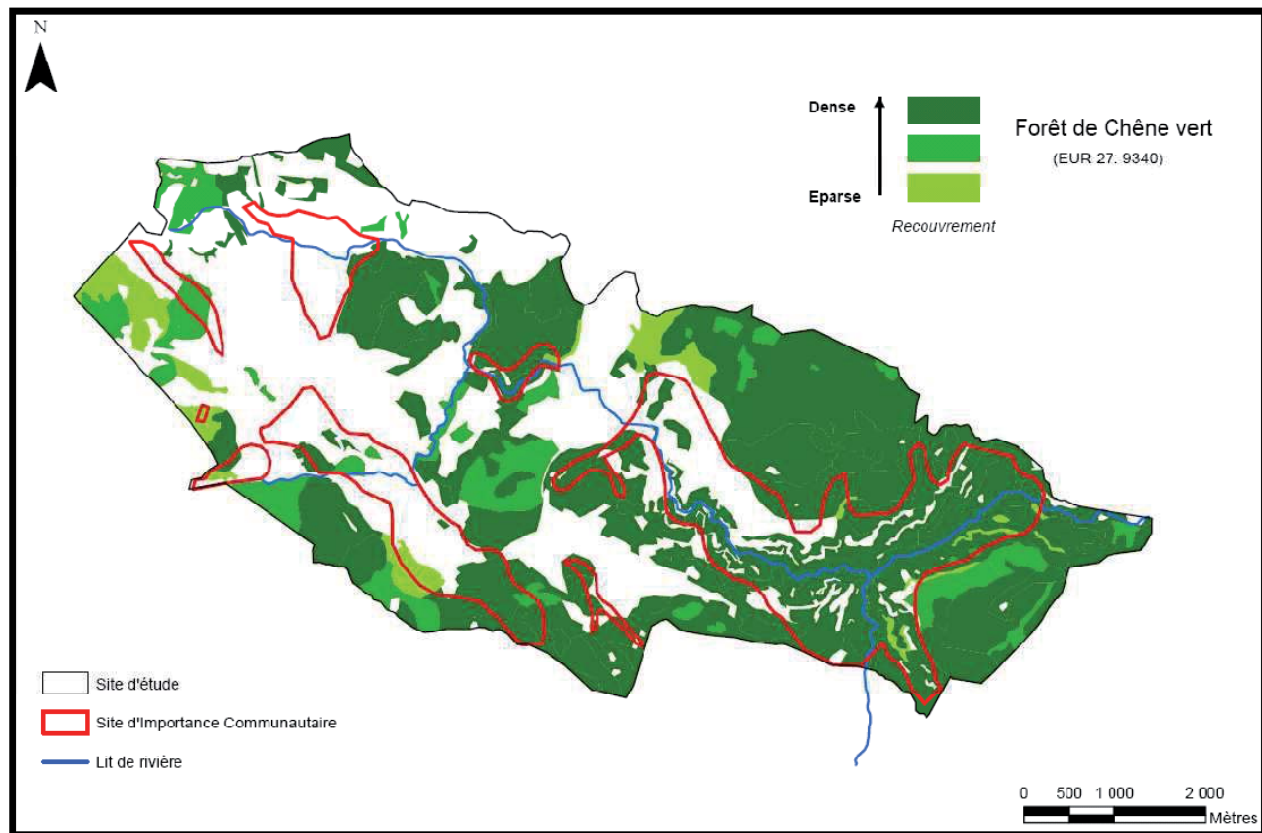 N
Dense
Forêt de Chêne vert
(EUR 27. 9340)
Eparse
Recouvrement
Site d'étude
Site d'Importance Communautaire
Lit de rivière
0 500 1 000 2 000
Mètres